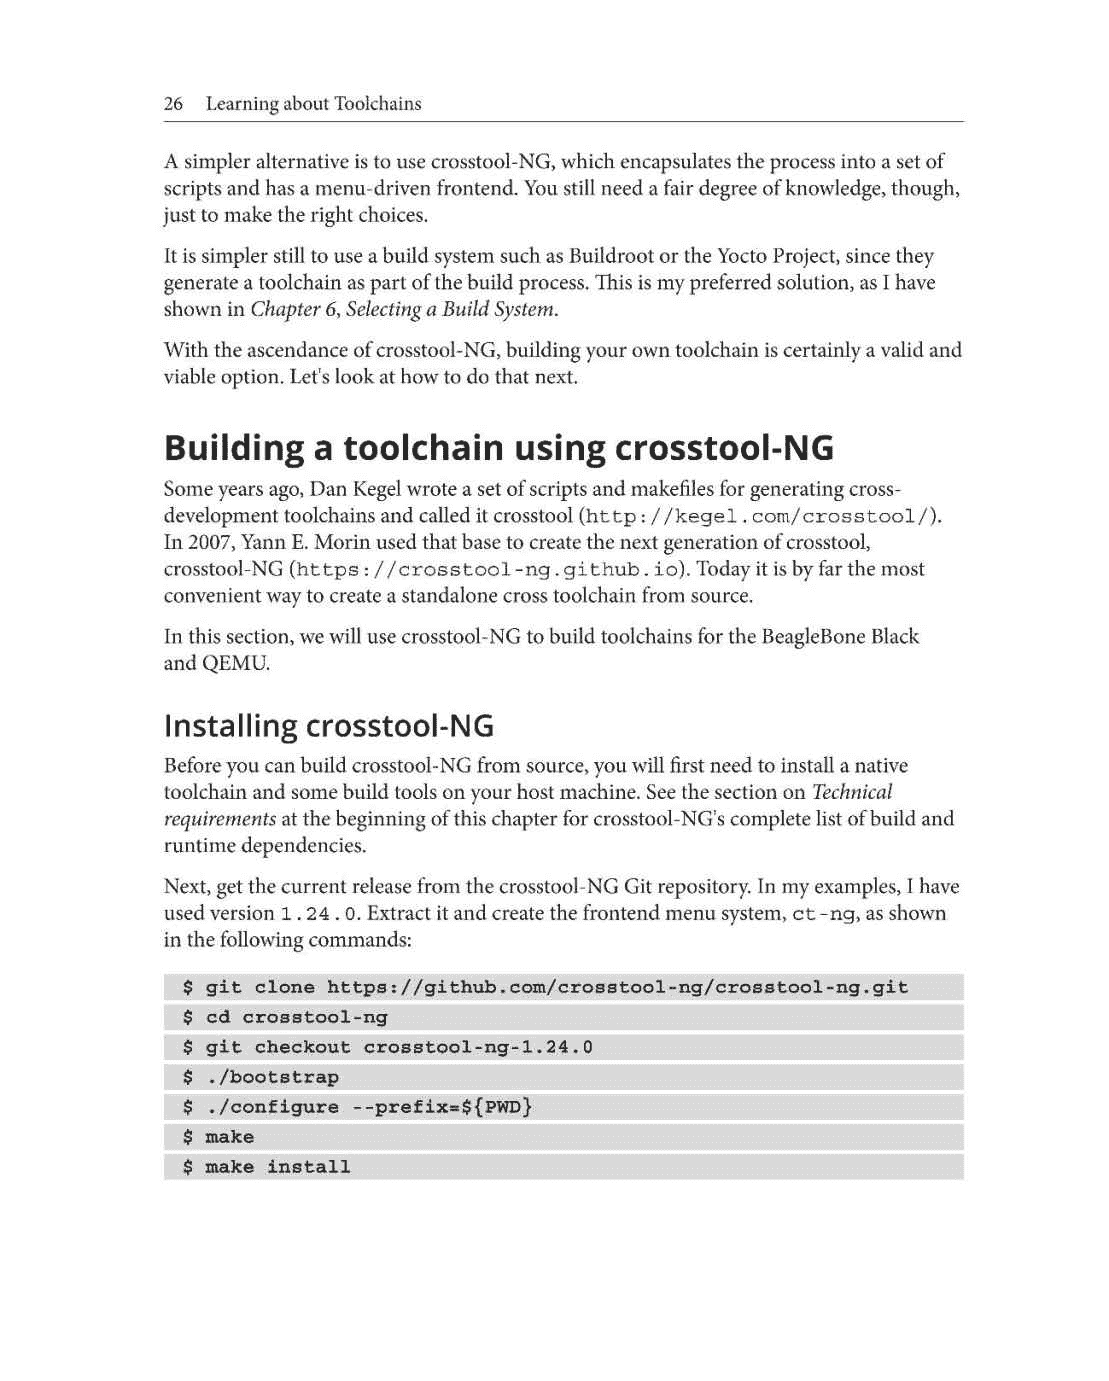 26 Learning about Toolchains
A simpler alternative is to use crosstool-NG, which encapsulates the process into a set of
scripts and has a menu-driven frontend. You still need a fair degree of knowledge, though,
just to make the right choices.
It is simpler still to use a build system such as Buildroot or the Yocto Project, since they
generate a toolchain as part of the build process. This is my preferred solution, as I have
shown in Chapter 6, Selecting a Build System.
With the ascendance of crosstool-NG, building your own toolchain is certainly a valid and
viable option. Let's look at how to do that next.
Building a toolchain using crosstool-NG
Some years ago, Dan Kegel wrote a set of scripts and makefiles for generating cross-
development toolchains and called it crosstool (http://kegel.com/crosstool/).
In 2007, Yann E. Morin used that base to create the next generation of crosstool,
crosstool-NG (https://crosstool-ng.github.io). Today it is by far the most
convenient way to create a standalone cross toolchain from source.
In this section, we will use crosstool-NG to build toolchains for the BeagleBone Black
and QEMU.
Installing crosstool-NG
Before you can build crosstool-NG from source, you will first need to install a native
toolchain and some build tools on your host machine. See the section on Technical
requirements at the beginning of this chapter for crosstool-NG's complete list of build and
runtime dependencies.
Next, get the current release from the crosstool-NG Git repository. In my examples, I have
used version 1.24.0. Extract it and create the frontend menu system, ct-ng, as shown
in the following commands:
$ git clone https://github.com/crosstool-ng/crosstool-ng.git
$ cd crosstool-ng
$ git checkout crosstool-ng-1.24.0
$ ./bootstrap
$ ./configure --prefix=${PWD}
$ make
$ make install